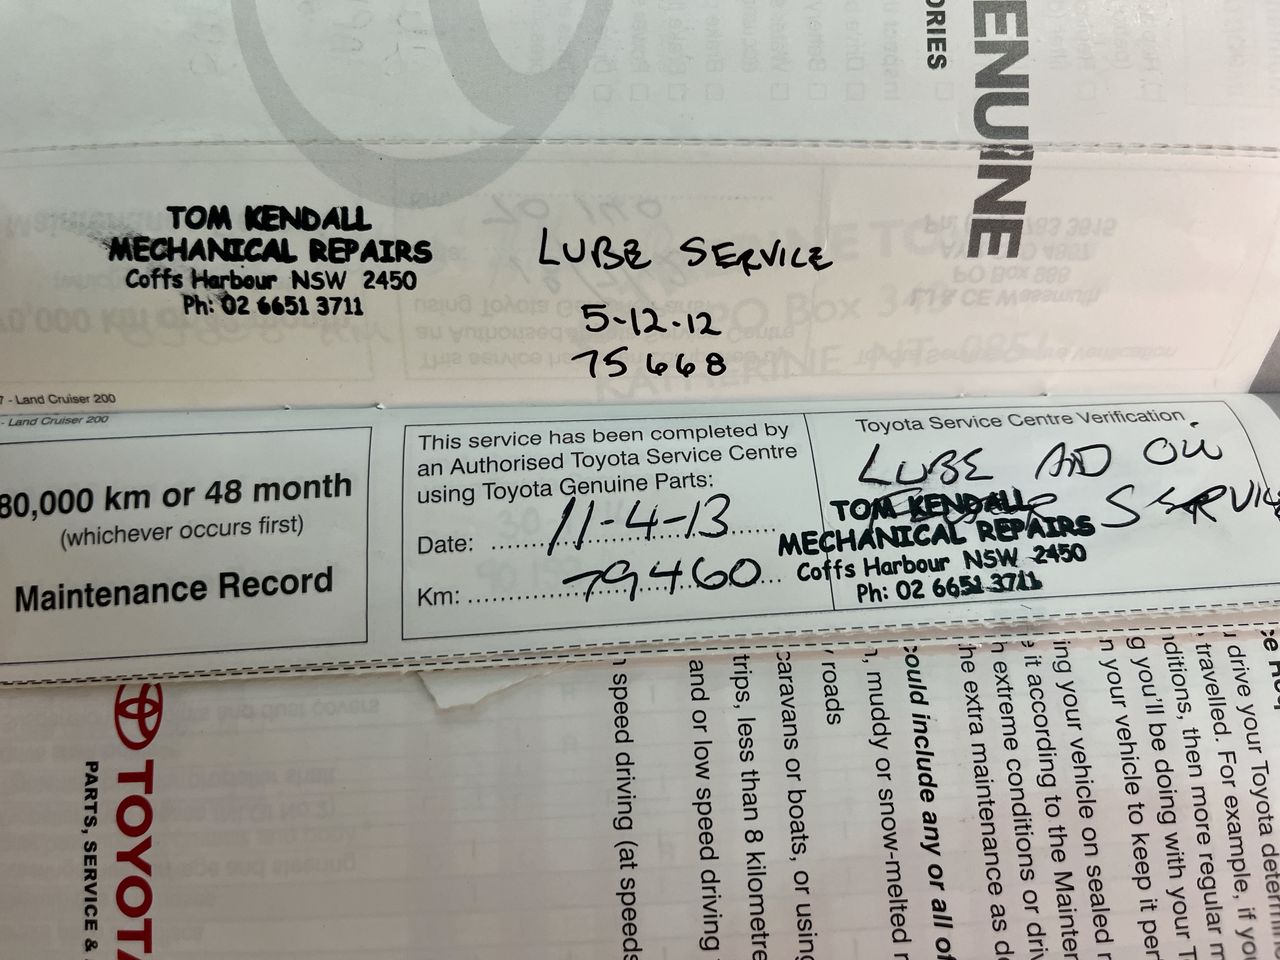 ORIES
ENUINE
TOM KENDALL
MECHANICAL REPAIRS
Coffs Harbour NSW 2450
Ph: 02 6651 3711
LUBE SERVICE
5-12-12
75668
7 - Land Cruiser 200
- Land Cruiser 200
80,000 km or 48 month
(whichever occurs first)
Maintenance Record
This service has been completed by
an Authorised Toyota Service Centre
using Toyota Genuine Parts:
Date: 11-4-13
Km: 79460
Toyota Service Centre Verification
LUBE AND OIL
SERVICE
TOM KENDALL
MECHANICAL REPAIRS
Coffs Harbour NSW 2450
Ph: 02 6651 3711
TOYOTA
PARTS, SERVICE &
drive your Toyota determ
travelled. For example, if you
nditions, then more regular m
g you'll be doing with your T
n your vehicle to keep it per
ing your vehicle on sealed r
it according to the Mainten
h extreme conditions or driv
he extra maintenance as de
could include any or all of
, muddy or snow-melted r
roads
caravans or boats, or using
trips, less than 8 kilometre
and or low speed driving
speed driving (at speeds